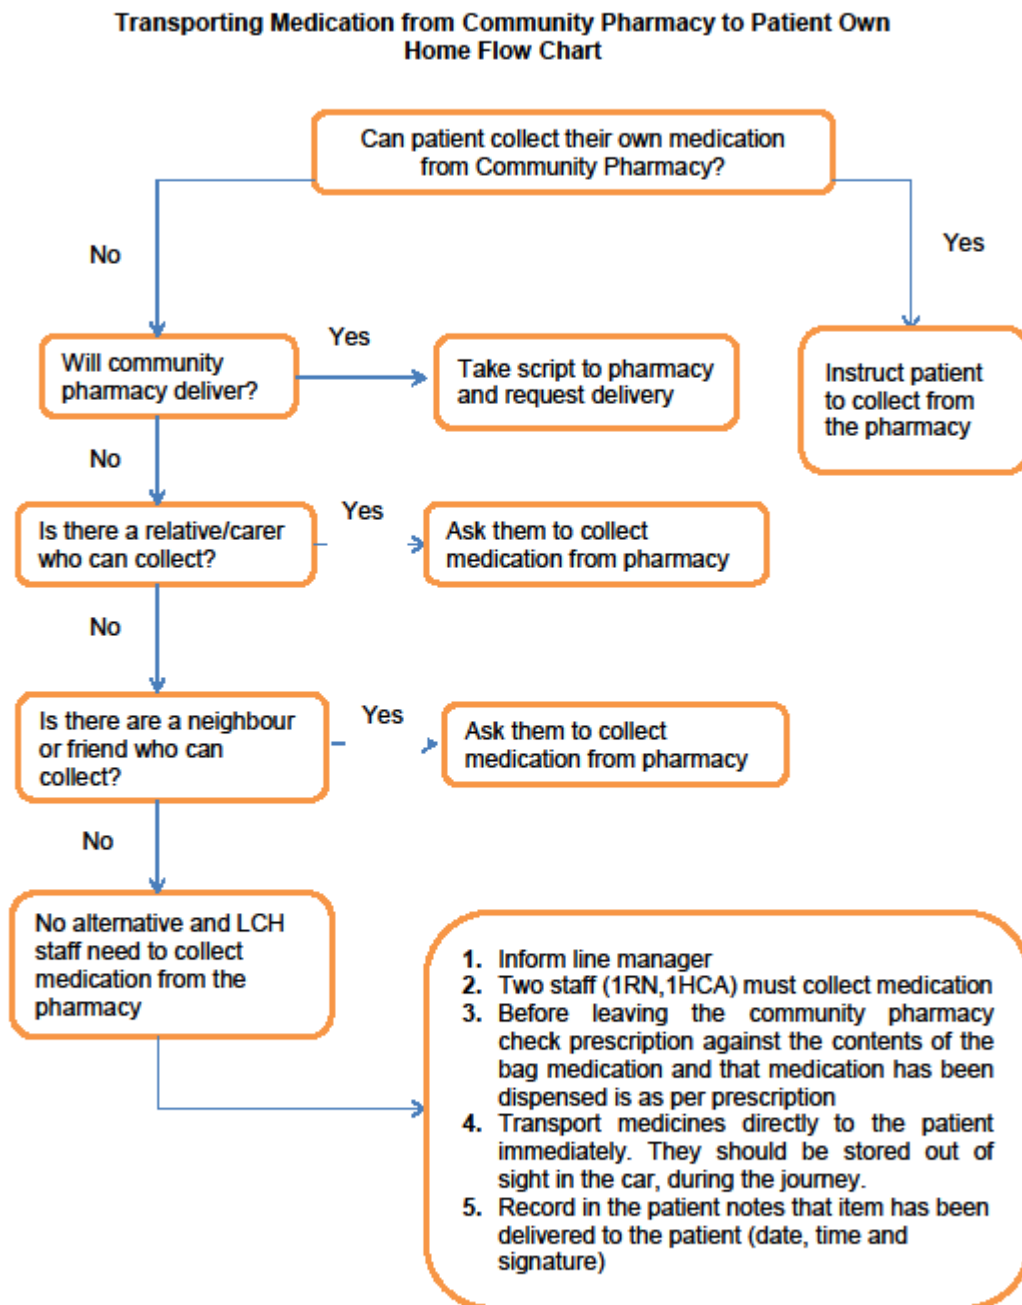 Transporting Medication from Community Pharmacy to Patient Own
Home Flow Chart
Can patient collect their own medication
from Community Pharmacy?
No
Yes
Will community
pharmacy deliver?
Yes
Take script to pharmacy
and request delivery
Instruct patient
to collect from
the pharmacy
No
Is there a relative/carer
who can collect?
Yes
Ask them to collect
medication from pharmacy
No
Is there are a neighbour
or friend who can
collect?
Yes
Ask them to collect
medication from pharmacy
No
No alternative and LCH
staff need to collect
medication from the
pharmacy
1. Inform line manager
2. Two staff (1RN,1HCA) must collect medication
3. Before leaving the community pharmacy
check prescription against the contents of the
bag medication and that medication has been
dispensed is as per prescription
4. Transport medicines directly to the patient
immediately. They should be stored out of
sight in the car, during the journey.
5. Record in the patient notes that item has been
delivered to the patient (date, time and
signature)